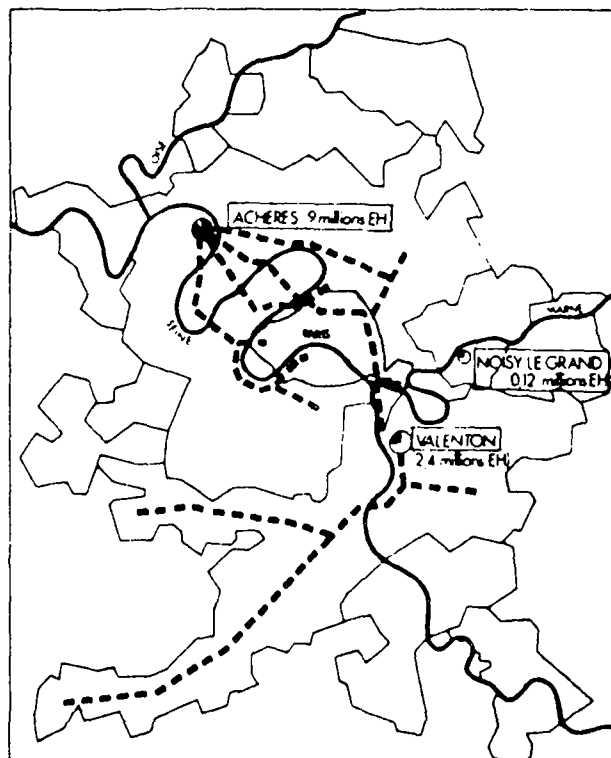 OISE
ACHERES 9 millions EH
SEINE
PARIS
MARNE
NOISY LE GRAND
0.12 millions EH
VALENTON
2.4 millions EH